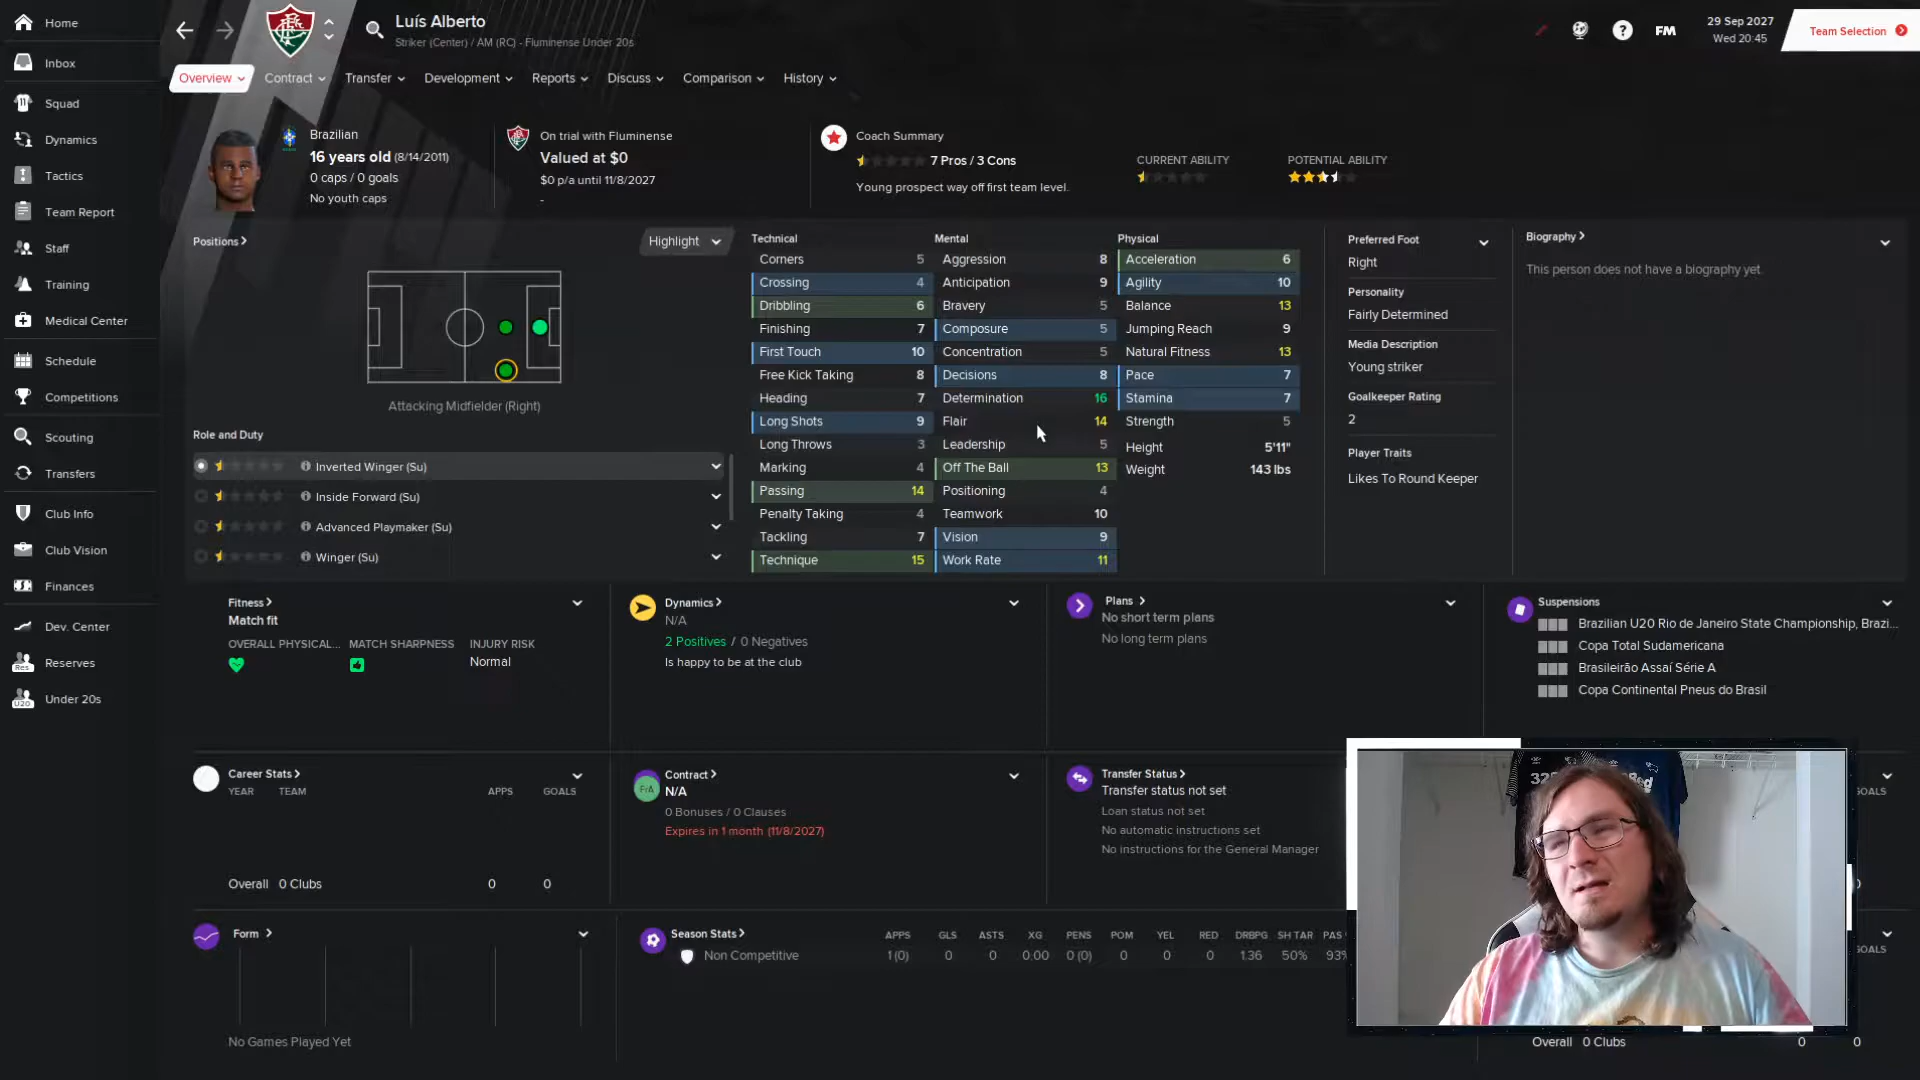 Home
Inbox
Squad
Dynamics
Tactics
Team Report
Staff
Training
Medical Center
Schedule
Competitions
Scouting
Transfers
Club Info
Club Vision
Finances
Dev. Center
Reserves
Under 20s
Luís Alberto
Striker (Center) / AM (RC) - Fluminense Under 20s
FM
29 Sep 2027
Wed 20:45
Team Selection
Overview
Contract
Transfer
Development
Reports
Discuss
Comparison
History
Brazilian
16 years old (8/14/2011)
0 caps / 0 goals
No youth caps
On trial with Fluminense
Valued at $0
$0 p/a until 11/8/2027
-
Coach Summary
7 Pros / 3 Cons
Young prospect way off first team level.
CURRENT ABILITY
POTENTIAL ABILITY
Positions
Highlight
Attacking Midfielder (Right)
Role and Duty
Inverted Winger (Su)
Inside Forward (Su)
Advanced Playmaker (Su)
Winger (Su)
Technical
Corners 5
Crossing 4
Dribbling 6
Finishing 7
First Touch 10
Free Kick Taking 8
Heading 7
Long Shots 9
Long Throws 3
Marking 4
Passing 14
Penalty Taking 4
Tackling 7
Technique 15
Mental
Aggression 8
Anticipation 9
Bravery 5
Composure 5
Concentration 5
Decisions 8
Determination 16
Flair 14
Leadership 5
Off The Ball 13
Positioning 4
Teamwork 10
Vision 9
Work Rate 11
Physical
Acceleration 6
Agility 10
Balance 13
Jumping Reach 9
Natural Fitness 13
Pace 7
Stamina 7
Strength 5
Height 5'11"
Weight 143 lbs
Preferred Foot
Right
Personality
Fairly Determined
Media Description
Young striker
Goalkeeper Rating
2
Player Traits
Likes To Round Keeper
Biography
This person does not have a biography yet.
Fitness
Match fit
OVERALL PHYSICAL... MATCH SHARPNESS INJURY RISK
Normal
Dynamics
N/A
2 Positives / 0 Negatives
Is happy to be at the club
Plans
No short term plans
No long term plans
Suspensions
Brazilian U20 Rio de Janeiro State Championship, Brazi...
Copa Total Sudamericana
Brasileirão Assaí Série A
Copa Continental Pneus do Brasil
Career Stats
YEAR TEAM APPS GOALS
Overall 0 Clubs 0 0
F/A
Contract
N/A
0 Bonuses / 0 Clauses
Expires in 1 month (11/8/2027)
Transfer Status
Transfer status not set
Loan status not set
No automatic instructions set
No instructions for the General Manager
Form
No Games Played Yet
Season Stats
APPS GLS ASTS XG PENS POM YEL RED DRBPG SH TAR PAS
Non Competitive 1 (0) 0 0 0.00 0 (0) 0 0 0 1.36 50% 93%
Overall 0 Clubs 0 0